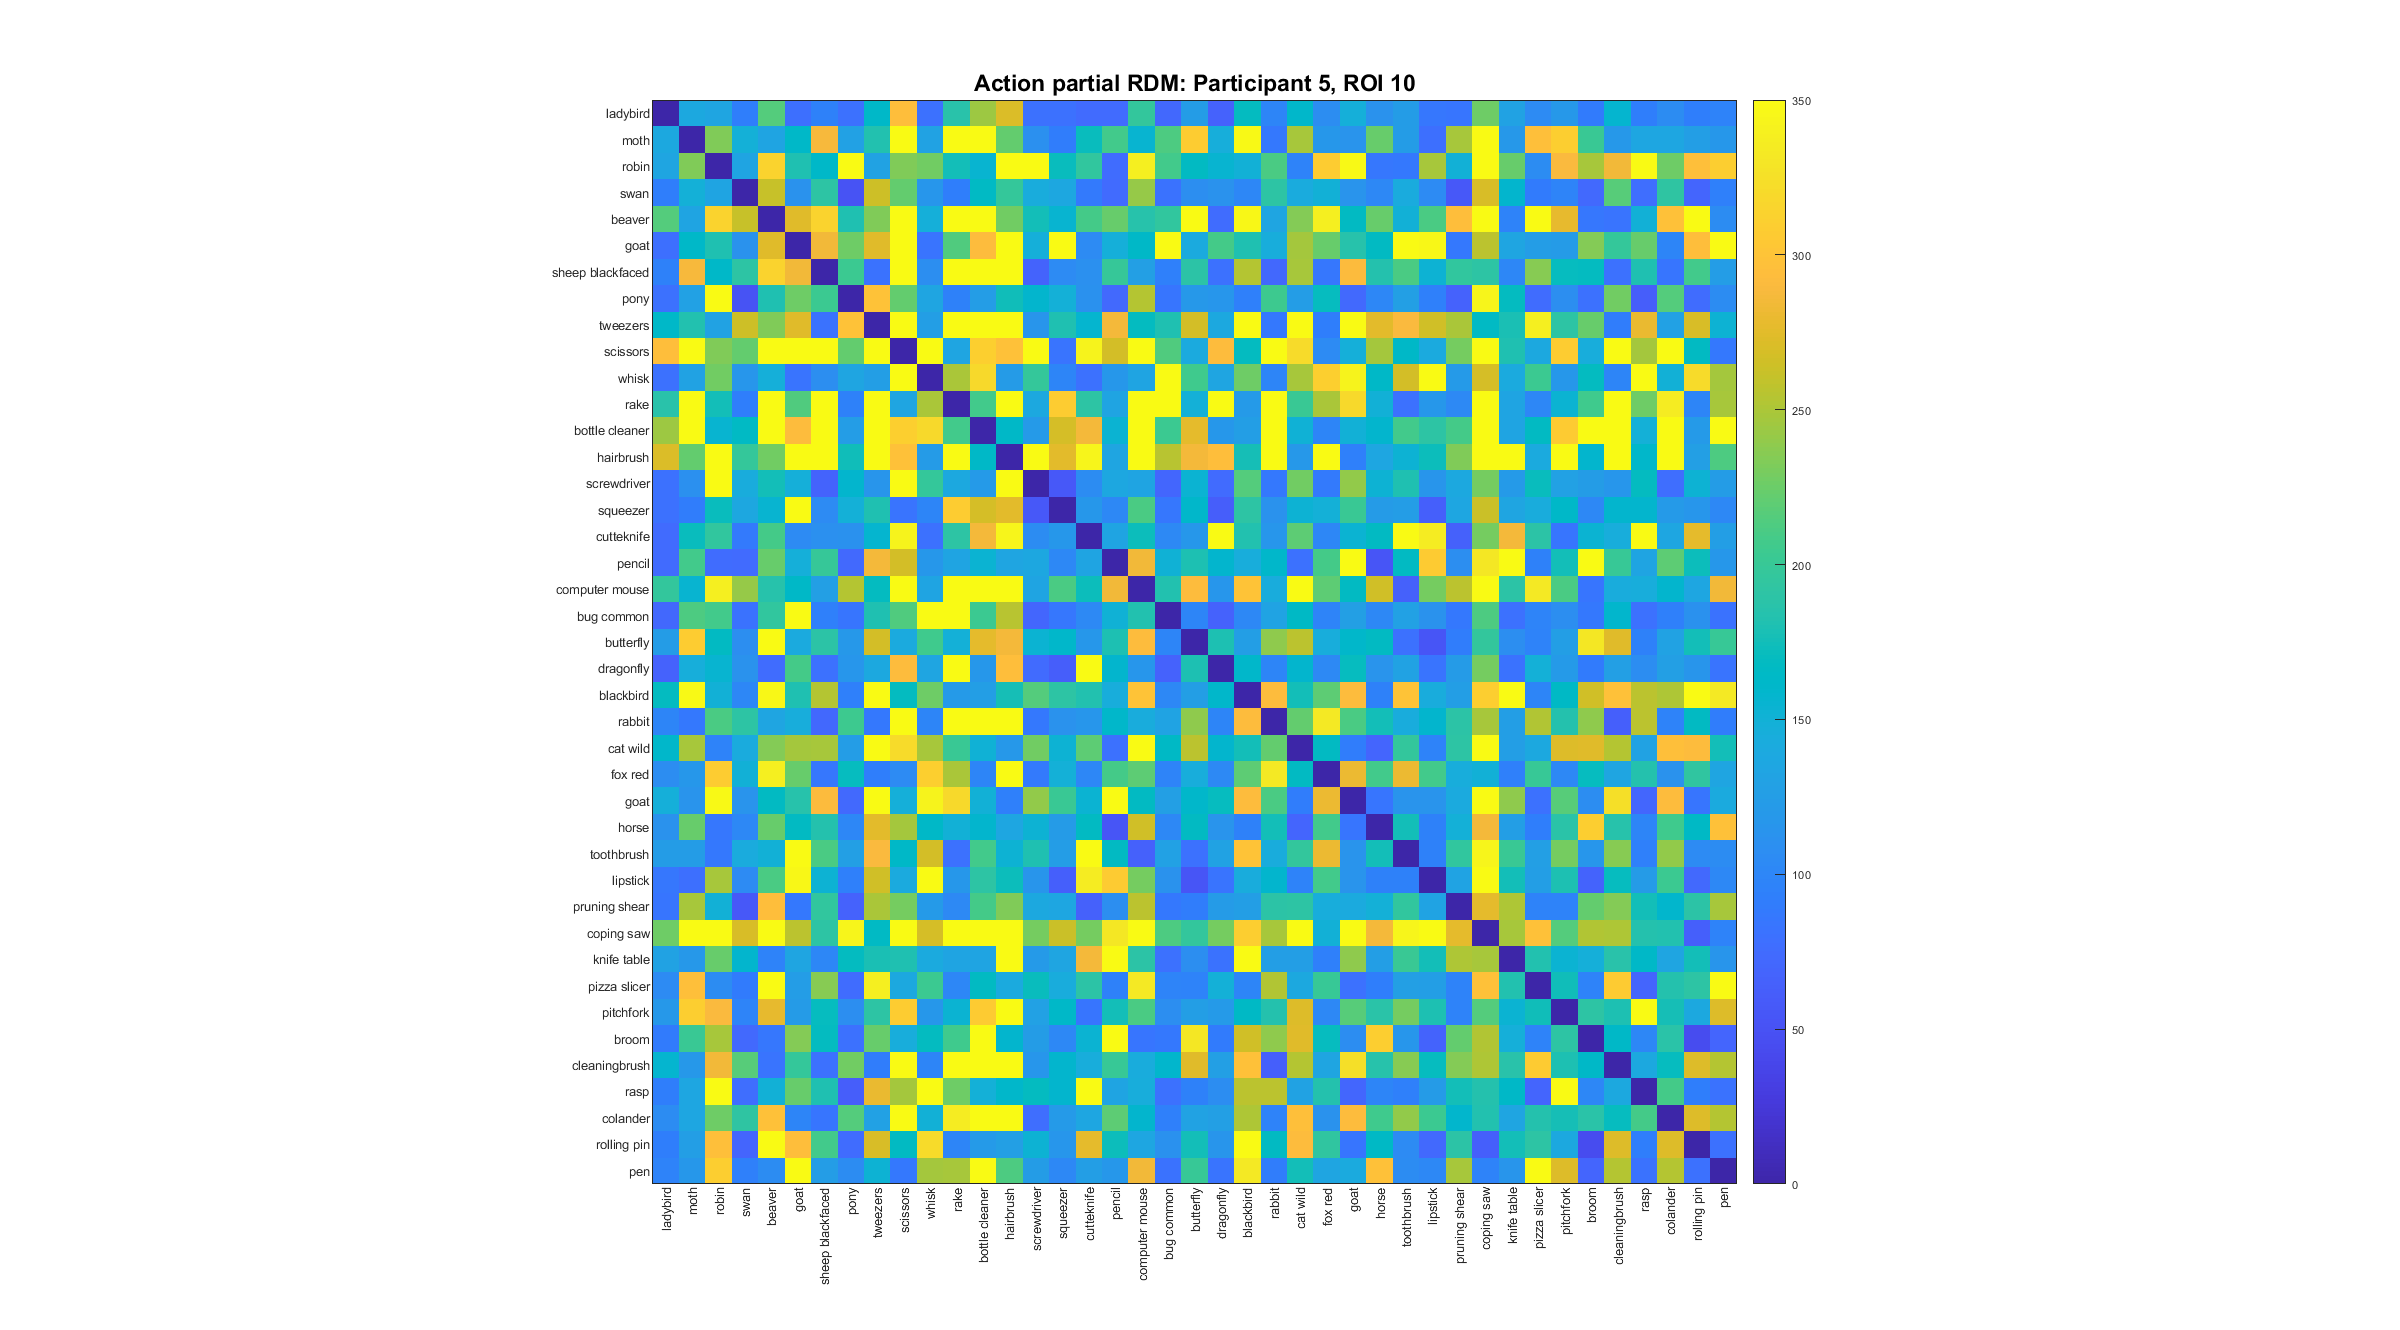 Action partial RDM: Participant 5, ROI 10
ladybird
moth
robin
swan
beaver
goat
sheep blackfaced
pony
tweezers
scissors
whisk
rake
bottle cleaner
hairbrush
screwdriver
squeezer
cutteknife
pencil
computer mouse
bug common
butterfly
dragonfly
blackbird
rabbit
cat wild
fox red
goat
horse
toothbrush
lipstick
pruning shear
coping saw
knife table
pizza slicer
pitchfork
broom
cleaningbrush
rasp
colander
rolling pin
pen
ladybird
moth
robin
swan
beaver
goat
sheep blackfaced
pony
tweezers
scissors
whisk
rake
bottle cleaner
hairbrush
screwdriver
squeezer
cutteknife
pencil
computer mouse
bug common
butterfly
dragonfly
blackbird
rabbit
cat wild
fox red
goat
horse
toothbrush
lipstick
pruning shear
coping saw
knife table
pizza slicer
pitchfork
broom
cleaningbrush
rasp
colander
rolling pin
pen
350
300
250
200
150
100
50
0